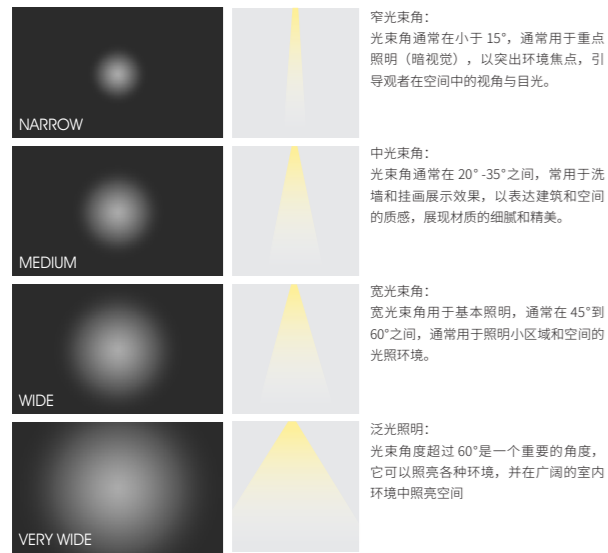 窄光束角：
光束角通常在小于 15°，通常用于重点
照明（暗视觉），以突出环境焦点，引
导观者在空间中的视角与目光。
NARROW
中光束角：
光束角通常在 20° -35°之间，常用于洗
墙和挂画展示效果，以表达建筑和空间
的质感，展现材质的细腻和精美。
MEDIUM
宽光束角：
宽光束角用于基本照明，通常在 45°到
60°之间，通常用于照明小区域和空间的
光照环境。
WIDE
泛光照明：
光束角度超过 60°是一个重要的角度，
它可以照亮各种环境，并在广阔的室内
环境中照亮空间
VERY WIDE